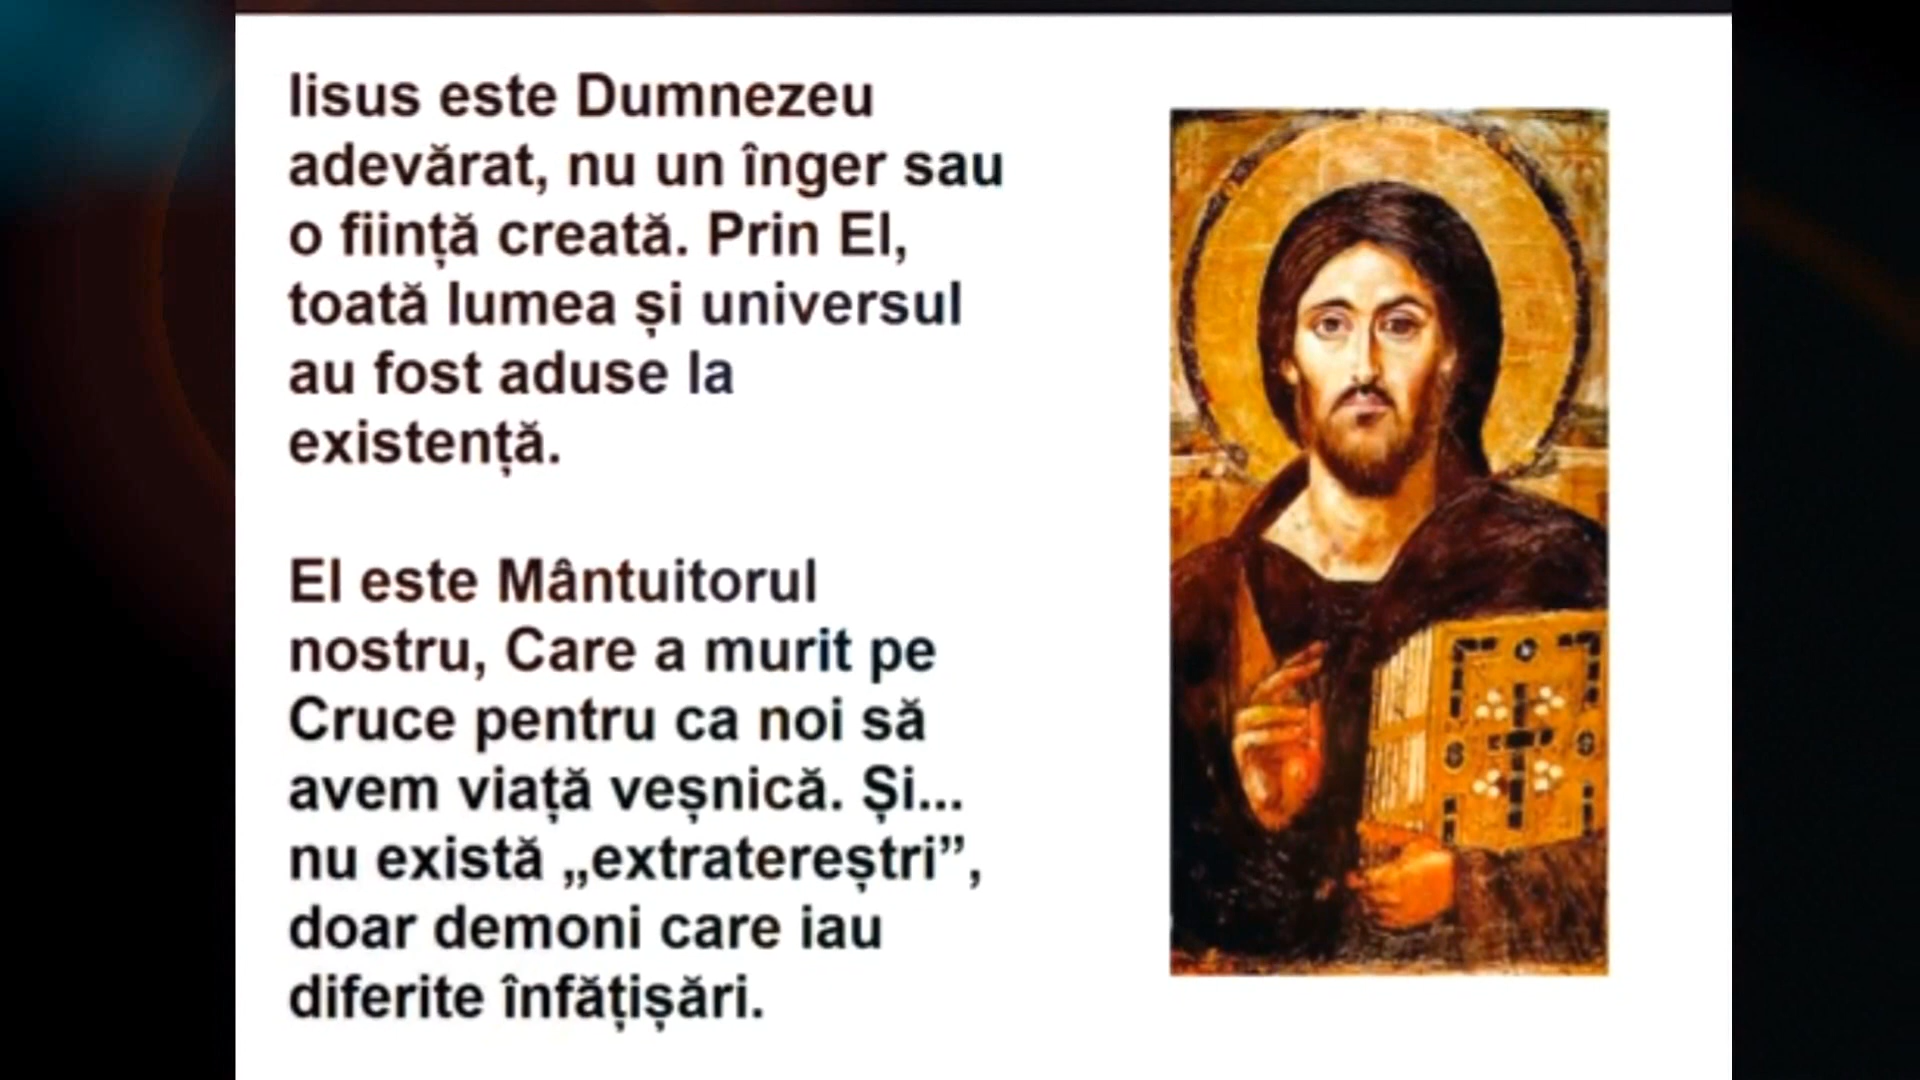 Iisus este Dumnezeu
adevărat, nu un înger sau
o ființă creată. Prin El,
toată lumea și universul
au fost aduse la
existență.
El este Mântuitorul
nostru, Care a murit pe
Cruce pentru ca noi să
avem viață veșnică. Și...
nu există „extratereștri”,
doar demoni care iau
diferite înfățișări.